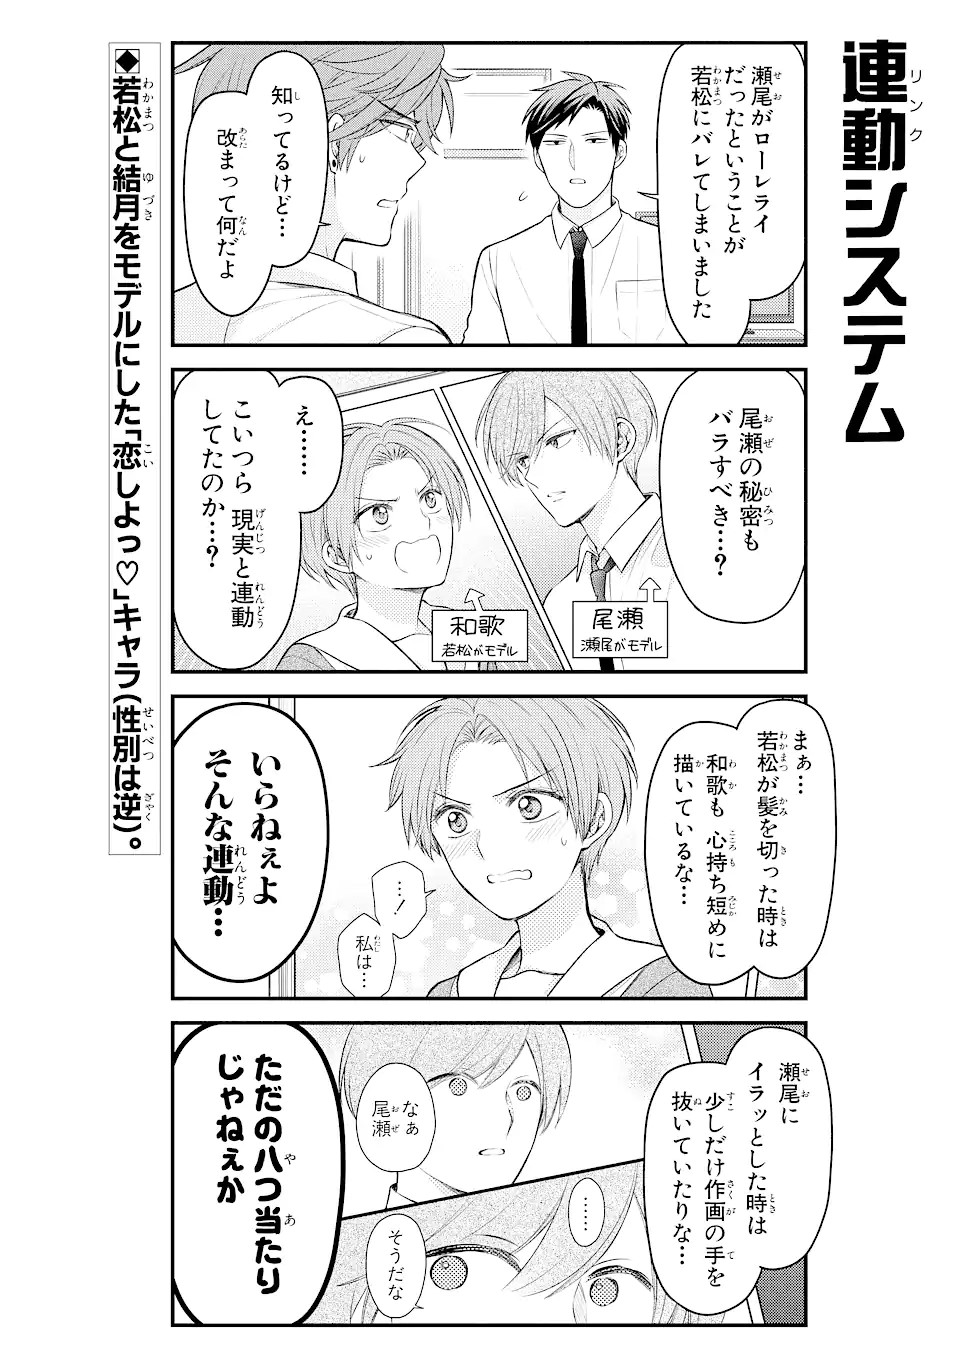 連動システム
リンク
瀬尾がローレライ
だったということが
若松にバレてしまいました
知ってるけど…
改まって何だよ
尾瀬の秘密も
バラすべき…?
尾瀬
瀬尾がモデル
和歌
若松がモデル
え……
こいつら現実と連動
してたのか…?
まぁ…
若松が髪を切った時は
和歌も心持ち短めに
描いているな…
…!
私は…
いらねぇよ
そんな連動…
瀬尾に
イラッとした時は
少しだけ作画の手を
抜いていたりな…
なぁ
尾瀬
……
そうだな
ただの八つ当たり
じゃねぇか
◆若松と結月をモデルにした「恋しよっ♡」キャラ(性別は逆)。